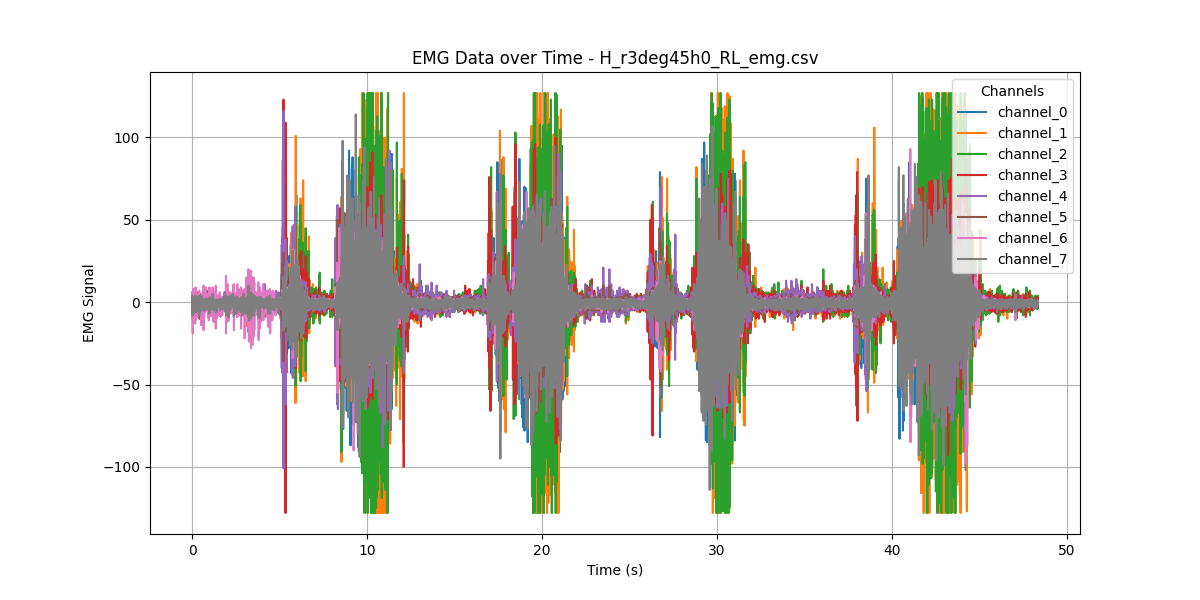 EMG Data over Time - H_r3deg45h0_RL_emg.csv
Channels
channel_0
channel_1
channel_2
channel_3
channel_4
channel_5
channel_6
channel_7
EMG Signal
100
50
0
−50
−100
0 10 20 30 40 50
Time (s)